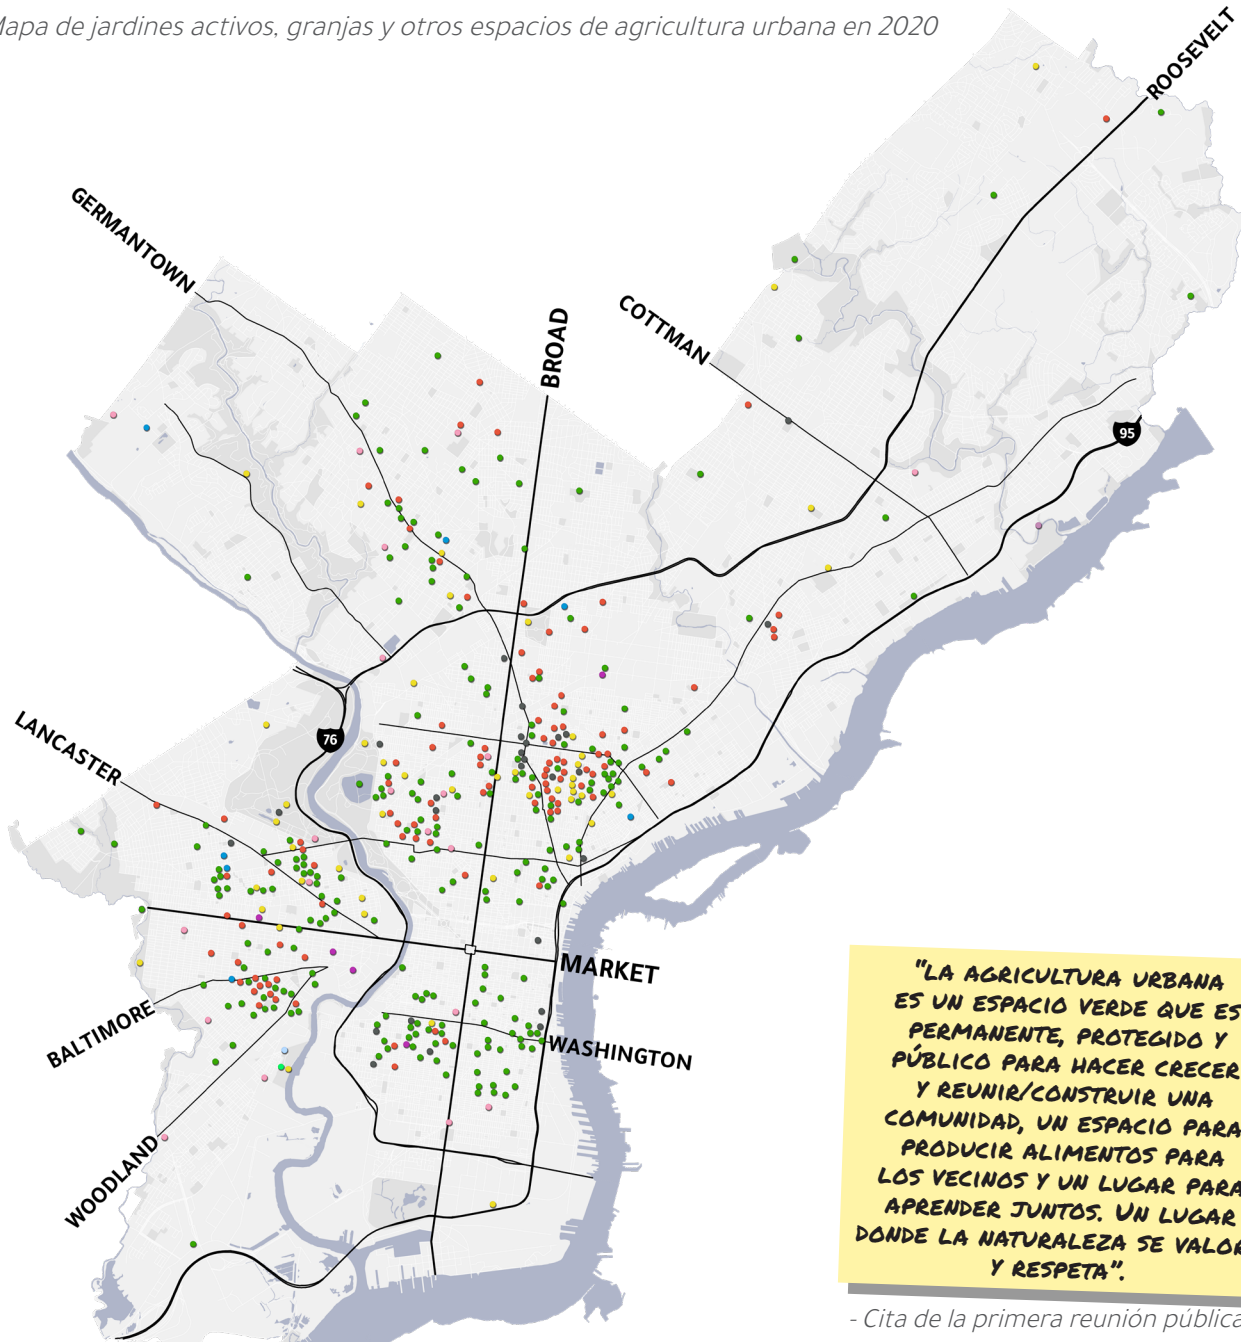 Mapa de jardines activos, granjas y otros espacios de agricultura urbana en 2020
ROOSEVELT
GERMANTOWN
BROAD
COTTMAN
95
LANCASTER
76
MARKET
BALTIMORE
WASHINGTON
WOODLAND
"LA AGRICULTURA URBANA
ES UN ESPACIO VERDE QUE ES
PERMANENTE, PROTEGIDO Y
PÚBLICO PARA HACER CRECER
Y REUNIR/CONSTRUIR UNA
COMUNIDAD, UN ESPACIO PARA
PRODUCIR ALIMENTOS PARA
LOS VECINOS Y UN LUGAR PARA
APRENDER JUNTOS. UN LUGAR
DONDE LA NATURALEZA SE VALOR
Y RESPETA".
- Cita de la primera reunión pública